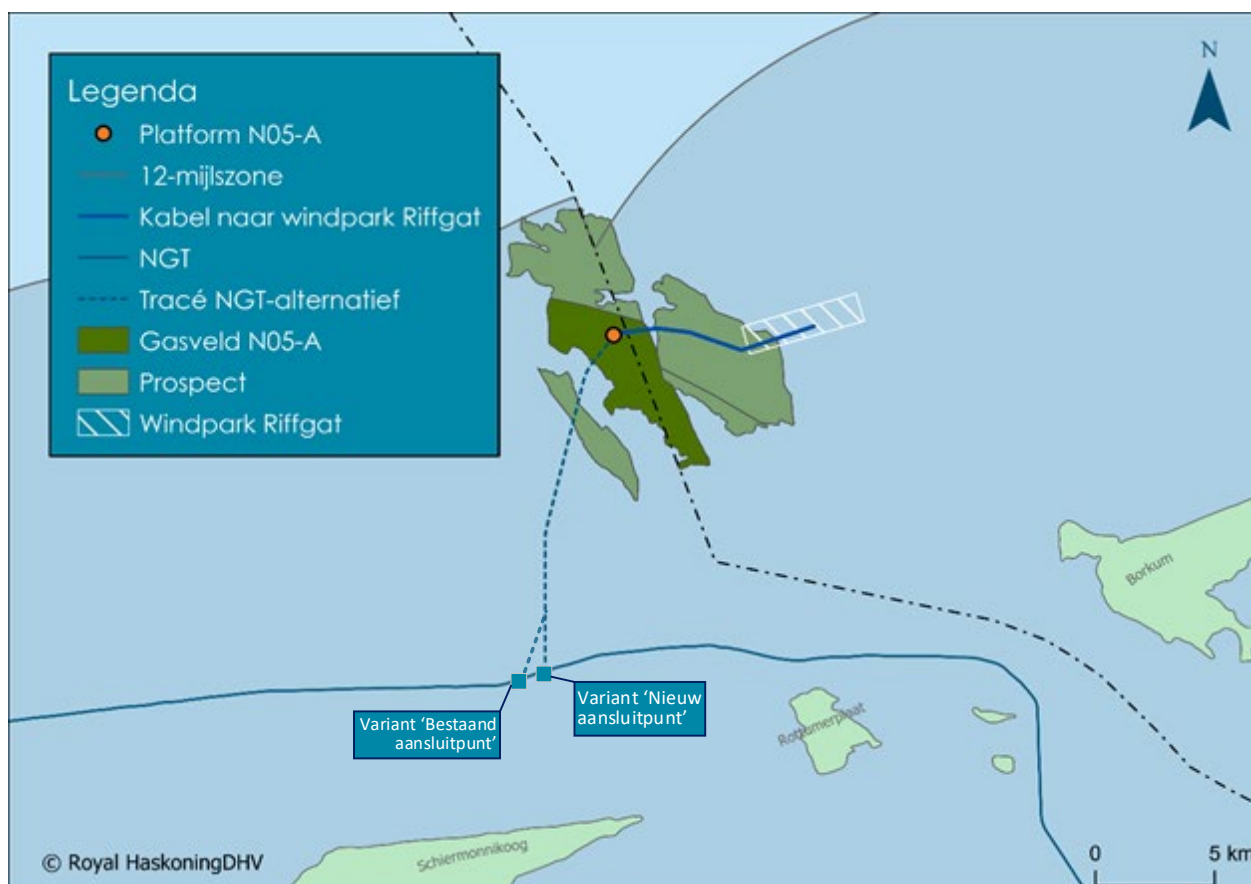 N
Legenda
Platform N05-A
12-mijlszone
Kabel naar windpark Riffgat
NGT
Tracé NGT-alternatief
Gasveld N05-A
Prospect
Windpark Riffgat
Borkum
Variant ‘Nieuw
aansluitpunt’
Variant ‘Bestaand
aansluitpunt’
Rottumerplaat
Schiermonnikoog
© Royal HaskoningDHV
0 5 km